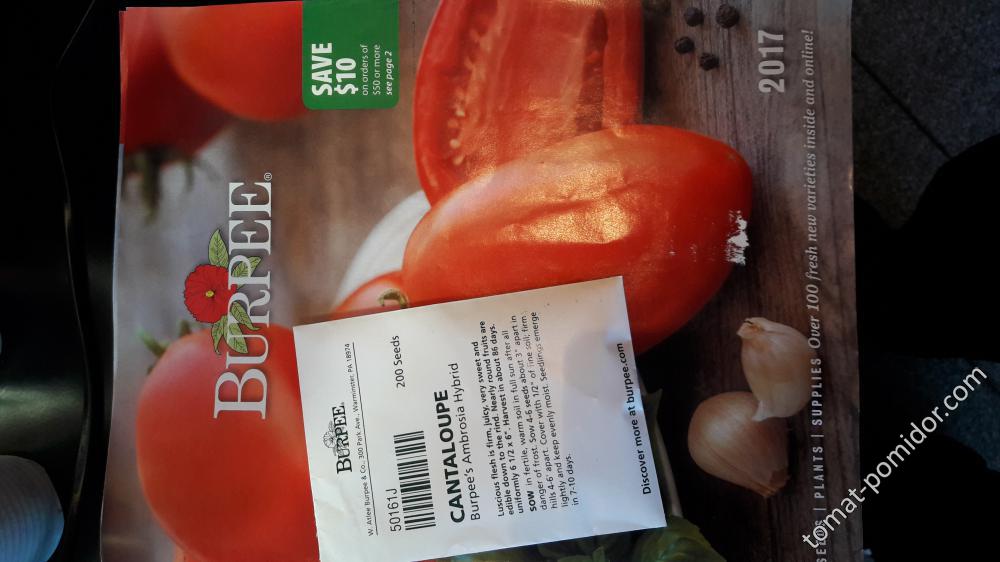 SAVE
$10
on orders of
$50 or more
see page 2
BURPEE®
2017
SEEDS | PLANTS | SUPPLIES Over 100 fresh new varieties inside and online!
BURPEE
W. Atlee Burpee & Co., 300 Park Ave., Warminster, PA 18974
50161J
200 Seeds
CANTALOUPE
Burpee's Ambrosia Hybrid
Luscious flesh is firm, juicy, very sweet and
edible down to the rind. Nearly round fruits are
uniformly 6 1/2 x 6". Harvest in about 86 days.
SOW in fertile, warm soil in full sun after all
danger of frost. Sow 4-6 seeds about 3" apart in
hills 4-6' apart. Cover with 1/2" of fine soil; firm
lightly and keep evenly moist. Seedlings emerge
in 7-10 days.
Discover more at burpee.com
tomat-pomidor.com